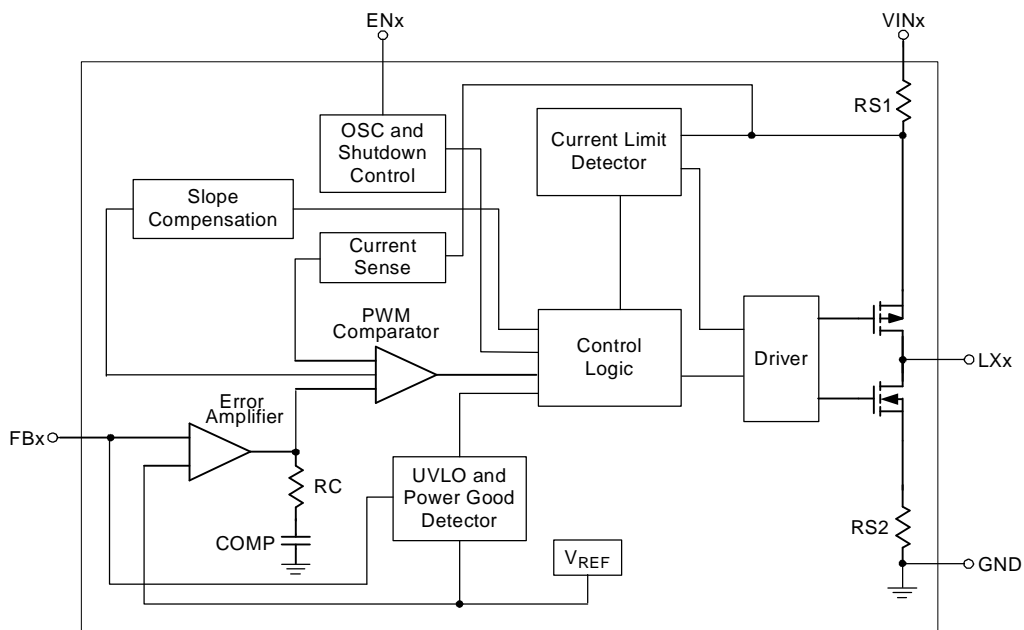 ENx
VINx
RS1
OSC and
Shutdown
Control
Current Limit
Detector
Slope
Compensation
Current
Sense
PWM
Comparator
Control
Logic
Driver
LXx
Error
Amplifier
FBx
RC
UVLO and
Power Good
Detector
RS2
COMP
VREF
GND